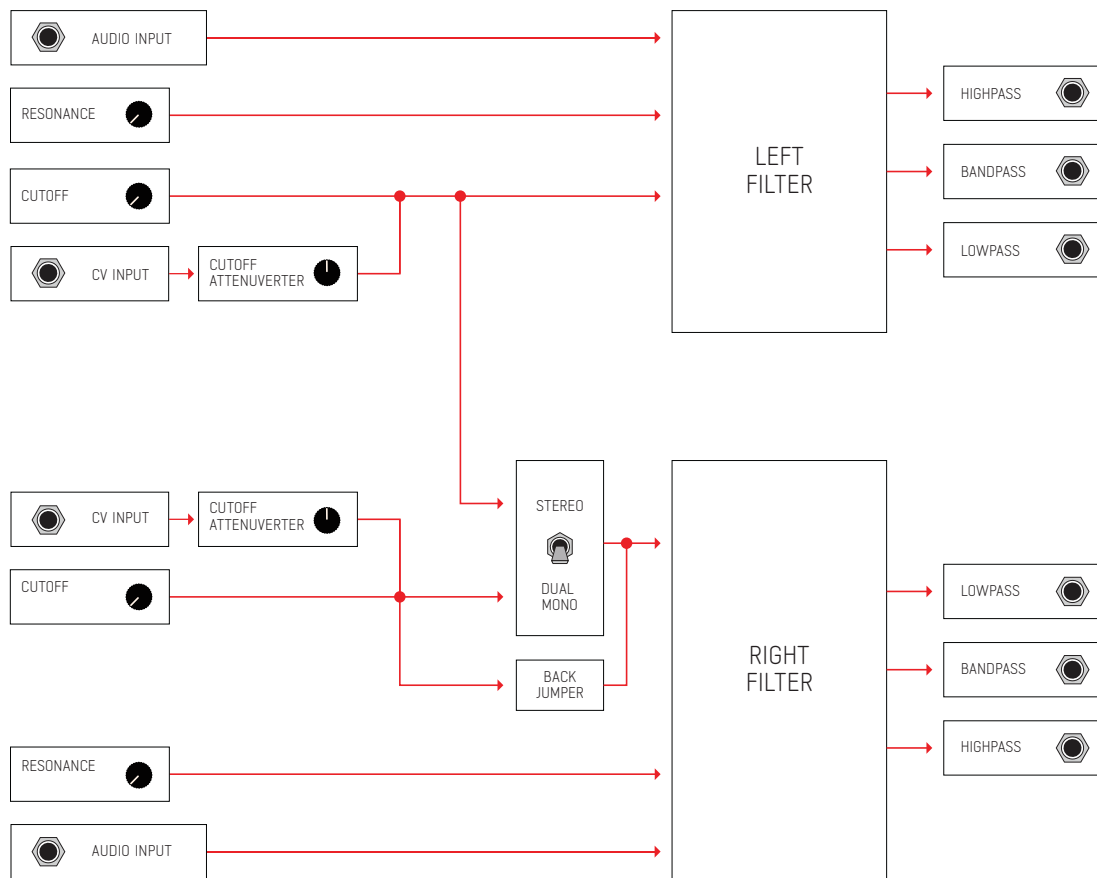 AUDIO INPUT
RESONANCE
CUTOFF
CV INPUT
CUTOFF
ATTENUVERTER
LEFT
FILTER
HIGHPASS
BANDPASS
LOWPASS
CV INPUT
CUTOFF
ATTENUVERTER
CUTOFF
STEREO
DUAL
MONO
BACK
JUMPER
RIGHT
FILTER
LOWPASS
BANDPASS
HIGHPASS
RESONANCE
AUDIO INPUT